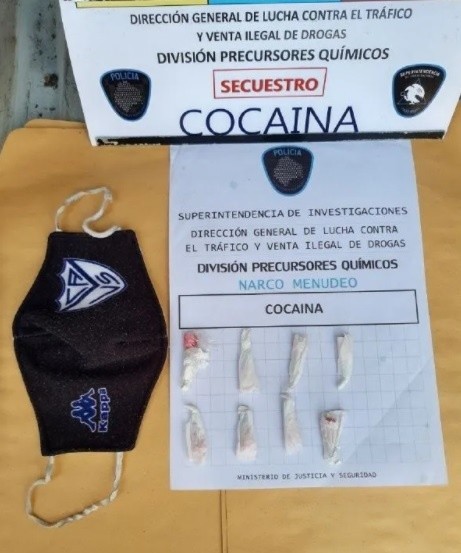 DIRECCIÓN GENERAL DE LUCHA CONTRA EL TRÁFICO
Y VENTA ILEGAL DE DROGAS
DIVISIÓN PRECURSORES QUÍMICOS
POLICIA
SECUESTRO
COCAINA
POLICIA
SUPERINTENDENCIA DE INVESTIGACIONES
DIRECCIÓN GENERAL DE LUCHA CONTRA
EL TRÁFICO Y VENTA ILEGAL DE DROGAS
DIVISIÓN PRECURSORES QUÍMICOS
NARCO MENUDEO
COCAINA
MINISTERIO DE JUSTICIA Y SEGURIDAD
Kappa